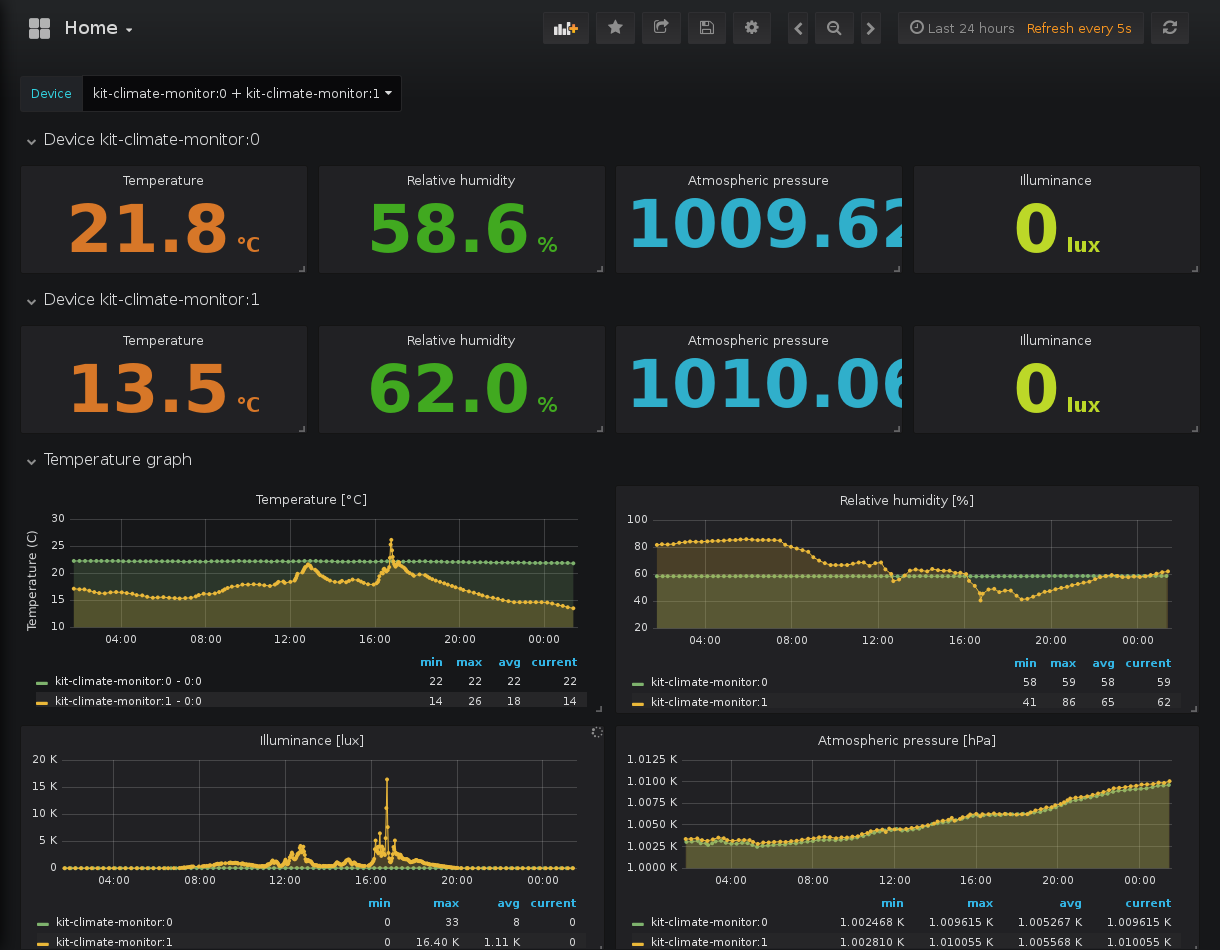 Home
Last 24 hours Refresh every 5s
Device kit-climate-monitor:0 + kit-climate-monitor:1
Device kit-climate-monitor:0
Temperature Relative humidity Atmospheric pressure Illuminance
21.8 °C 58.6 % 1009.62 0 lux
Device kit-climate-monitor:1
Temperature Relative humidity Atmospheric pressure Illuminance
13.5 °C 62.0 % 1010.06 0 lux
Temperature graph
Temperature [°C]
Temperature (C)
30
25
20
15
10
04:00 08:00 12:00 16:00 20:00 00:00
min max avg current
kit-climate-monitor:0 - 0:0 22 22 22 22
kit-climate-monitor:1 - 0:0 14 26 18 14
Relative humidity [%]
100
80
60
40
20
04:00 08:00 12:00 16:00 20:00 00:00
min max avg current
kit-climate-monitor:0 58 59 58 59
kit-climate-monitor:1 41 86 65 62
Illuminance [lux]
20 K
15 K
10 K
5 K
0
04:00 08:00 12:00 16:00 20:00 00:00
min max avg current
kit-climate-monitor:0 0 33 8 0
kit-climate-monitor:1 0 16.40 K 1.11 K 0
Atmospheric pressure [hPa]
1.0125 K
1.0100 K
1.0075 K
1.0050 K
1.0025 K
1.0000 K
04:00 08:00 12:00 16:00 20:00 00:00
min max avg current
kit-climate-monitor:0 1.002468 K 1.009615 K 1.005267 K 1.009615 K
kit-climate-monitor:1 1.002810 K 1.010055 K 1.005568 K 1.010055 K